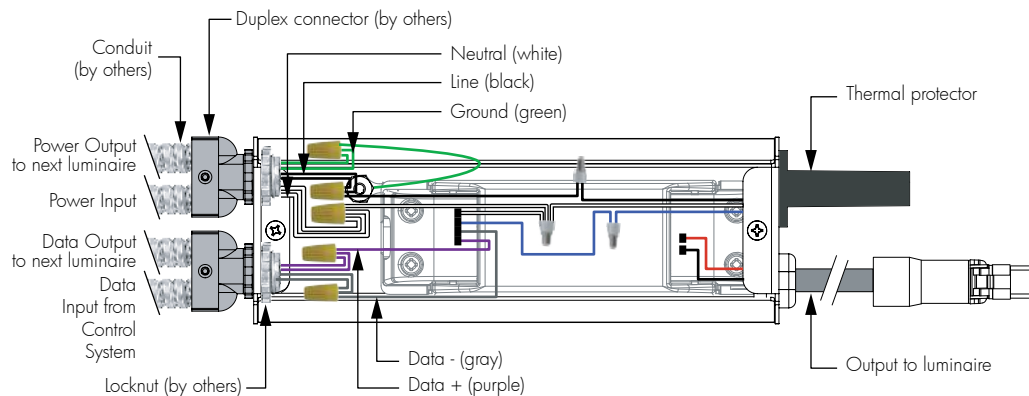 Duplex connector (by others)
Conduit
(by others)
Neutral (white)
Line (black)
Ground (green)
Thermal protector
Power Output
to next luminaire
Power Input
Data Output
to next luminaire
Data
Input from
Control
System
Locknut (by others)
Data - (gray)
Data + (purple)
Output to luminaire